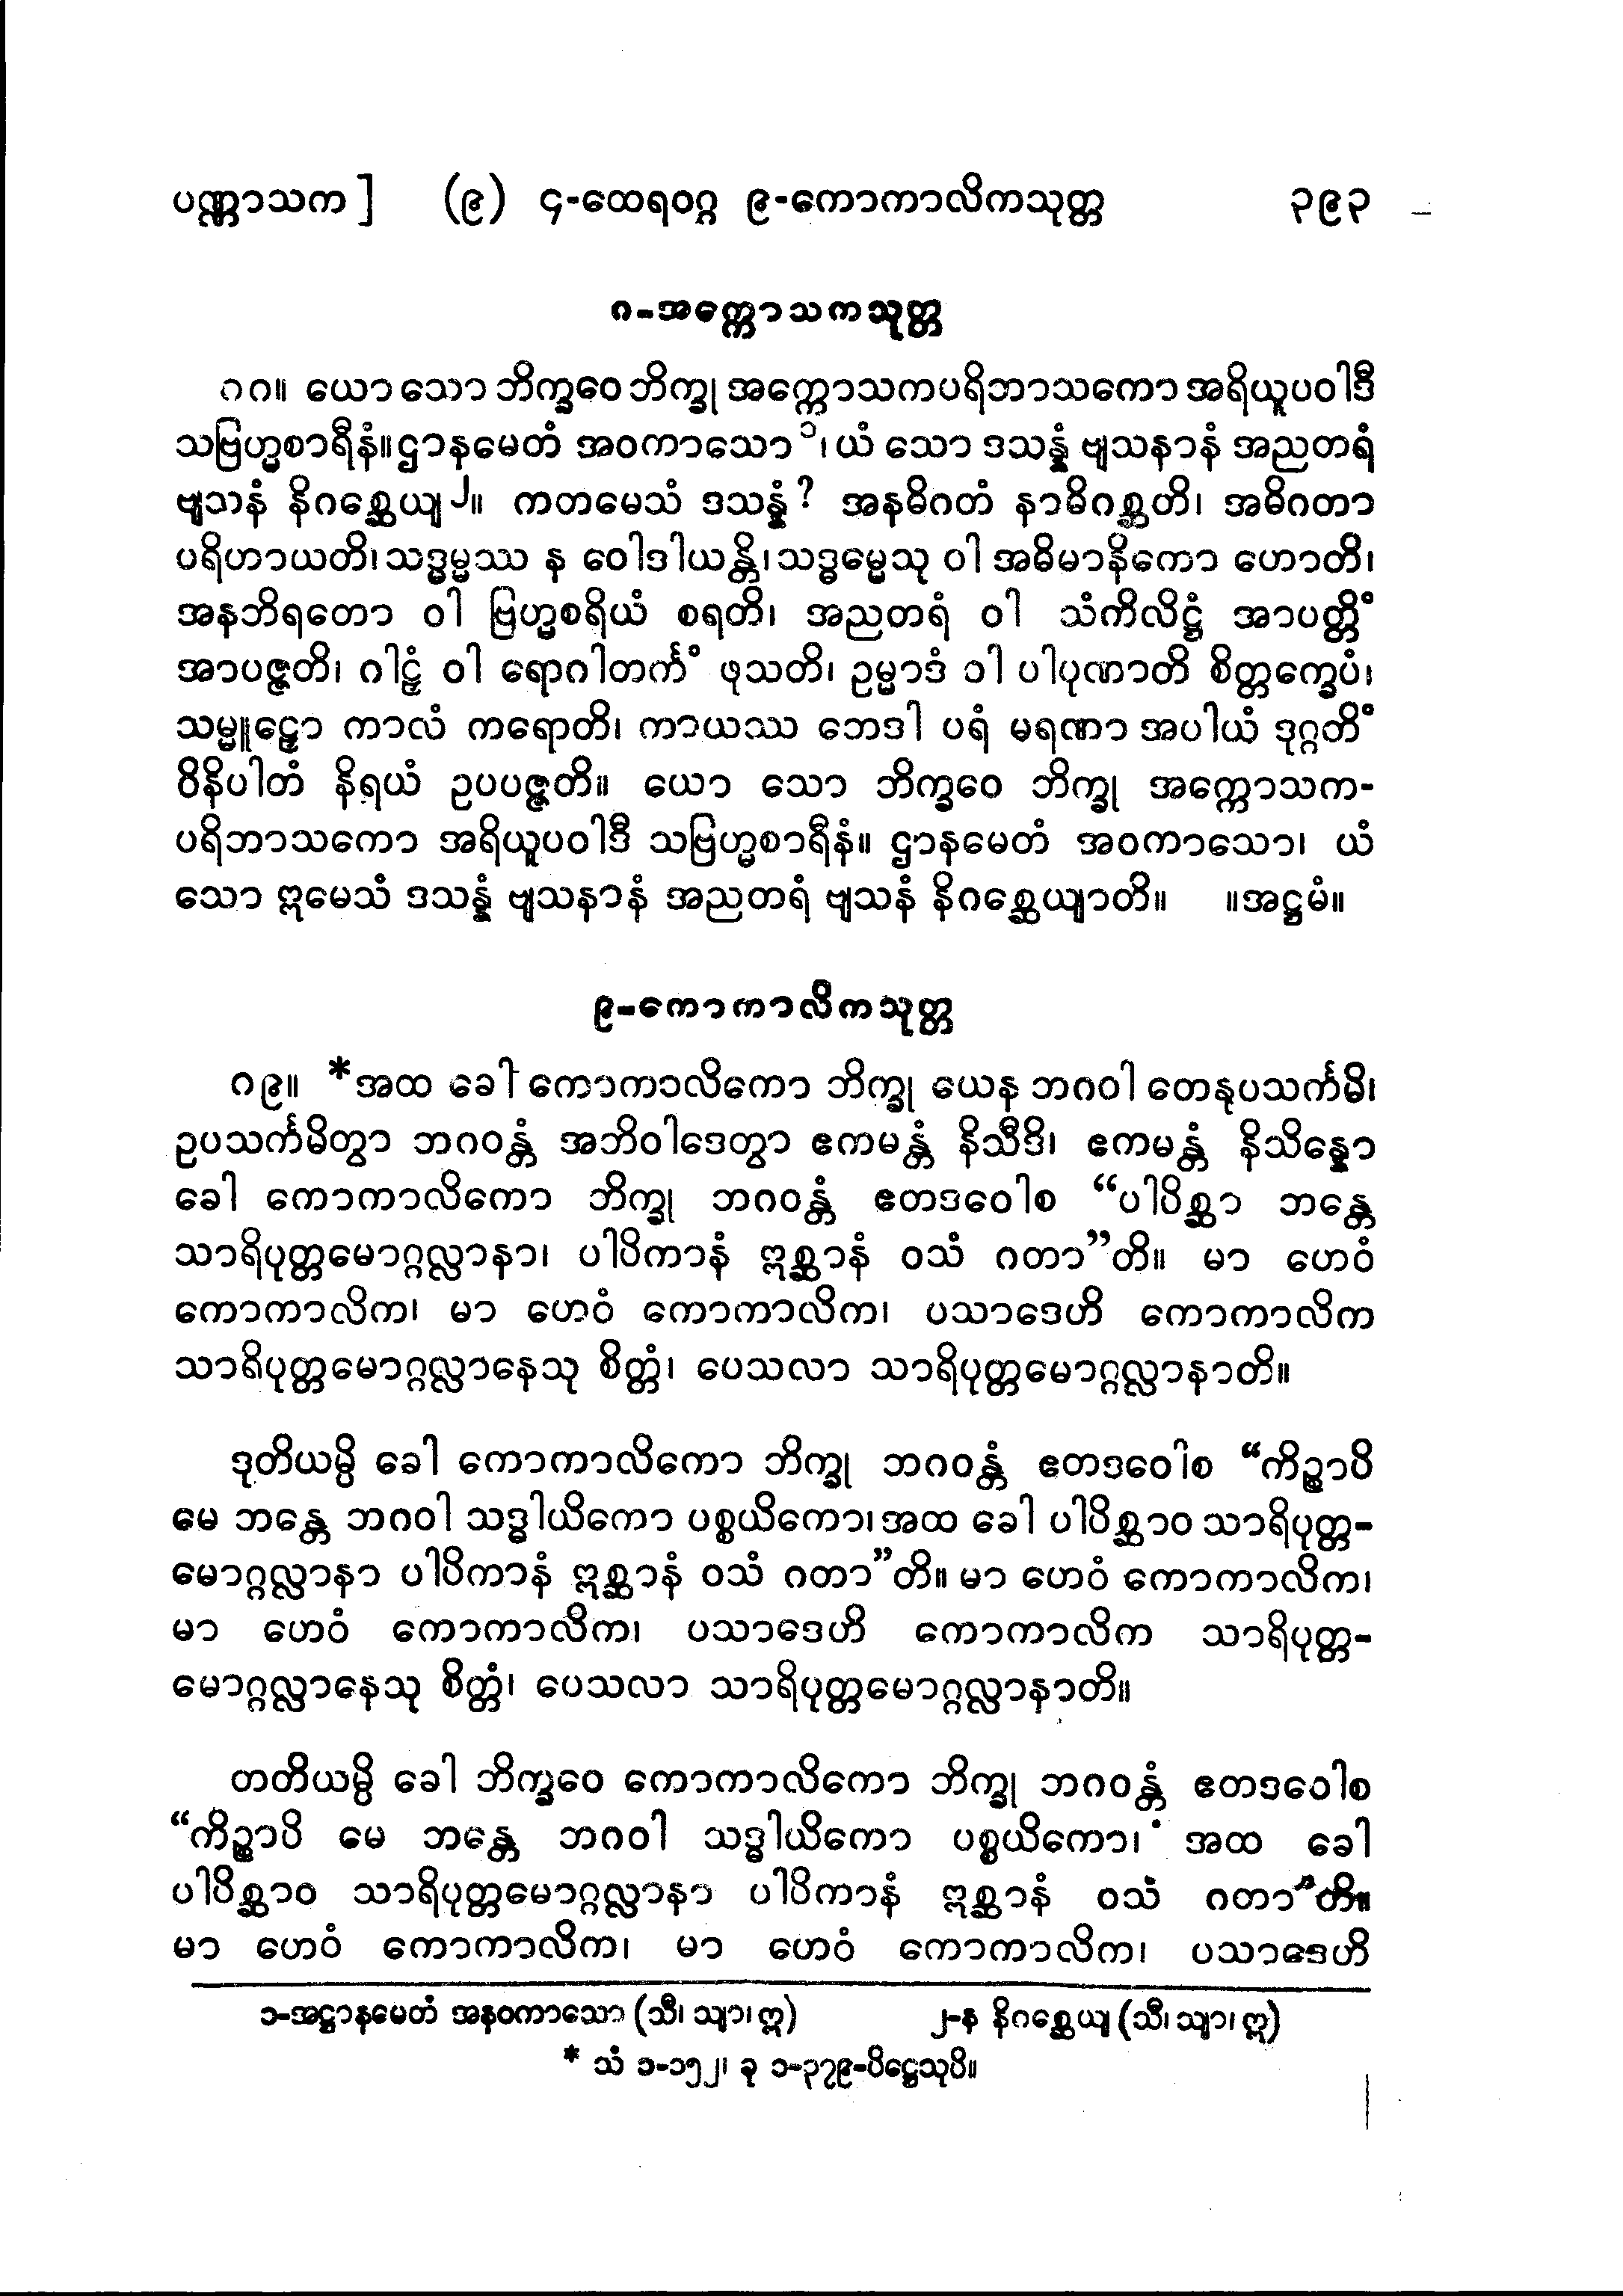 ပဏ္ဏာသက ] (၉) ၄-ထေရဝဂ္ဂ ၉-ကောကာလိကသုတ္တ ၃၉၃
၈-အက္ကောသကသုတ္တ
၈၈။ ယော သော ဘိက္ခဝေ ဘိက္ခု အက္ကောသကပရိဘာသကော အရိယူပဝါဒီ
သဗြဟ္မစာရီနံ။ ဌာနမေတံ အဝကာသော ၁၊ ယံ သော ဒသန္နံ ဗျသနာနံ အညတရံ
ဗျသနံ နိဂစ္ဆေယျ ၂။ ကတမေသံ ဒသန္နံ? အနဓိဂတံ နာဓိဂစ္ဆတိ၊ အဓိဂတာ
ပရိဟာယတိ၊ သဒ္ဓမ္မဿ န ဝေါဒါယန္တိ၊ သဒ္ဓမ္မေသု ဝါ အဓိမာနိကော ဟောတိ၊
အနဘိရတော ဝါ ဗြဟ္မစရိယံ စရတိ၊ အညတရံ ဝါ သံကိလိဋ္ဌံ အာပတ္တိံ
အာပဇ္ဇတိ၊ ဂါဠှံ ဝါ ရောဂါတင်္ကံ ဖုသတိ၊ ဥမ္မာဒံ ဝါ ပါပုဏာတိ စိတ္တက္ခေပံ၊
သမ္မူဠှော ကာလံ ကရောတိ၊ ကာယဿ ဘေဒါ ပရံ မရဏာ အပါယံ ဒုဂ္ဂတိံ
ဝိနိပါတံ နိရယံ ဥပပဇ္ဇတိ။ ယော သော ဘိက္ခဝေ ဘိက္ခု အက္ကောသက-
ပရိဘာသကော အရိယူပဝါဒီ သဗြဟ္မစာရီနံ။ ဌာနမေတံ အဝကာသော၊ ယံ
သော ဣမေသံ ဒသန္နံ ဗျသနာနံ အညတရံ ဗျသနံ နိဂစ္ဆေယျာတိ။ ။အဋ္ဌမံ။
၉-ကောကာလိကသုတ္တ
၈၉။ *အထ ခေါ ကောကာလိကော ဘိက္ခု ယေန ဘဂဝါ တေနုပသင်္ကမိ၊
ဥပသင်္ကမိတွာ ဘဂဝန္တံ အဘိဝါဒေတွာ ဧကမန္တံ နိသီဒိ၊ ဧကမန္တံ နိသိန္နော
ခေါ ကောကာလိကော ဘိက္ခု ဘဂဝန္တံ ဧတဒဝေါစ “ပါပိစ္ဆာ ဘန္တေ
သာရိပုတ္တမောဂ္ဂလ္လာနာ၊ ပါပိကာနံ ဣစ္ဆာနံ ဝသံ ဂတာ”တိ။ မာ ဟေဝံ
ကောကာလိက၊ မာ ဟေဝံ ကောကာလိက၊ ပသာဒေဟိ ကောကာလိက
သာရိပုတ္တမောဂ္ဂလ္လာနေသု စိတ္တံ၊ ပေသလာ သာရိပုတ္တမောဂ္ဂလ္လာနာတိ။
ဒုတိယမ္ပိ ခေါ ကောကာလိကော ဘိက္ခု ဘဂဝန္တံ ဧတဒဝေါစ “ကိဉ္စာပိ
မေ ဘန္တေ ဘဂဝါ သဒ္ဓါယိကော ပစ္စယိကော၊ အထ ခေါ ပါပိစ္ဆာဝ သာရိပုတ္တ-
မောဂ္ဂလ္လာနာ ပါပိကာနံ ဣစ္ဆာနံ ဝသံ ဂတာ”တိ။ မာ ဟေဝံ ကောကာလိက၊
မာ ဟေဝံ ကောကာလိက၊ ပသာဒေဟိ ကောကာလိက သာရိပုတ္တ-
မောဂ္ဂလ္လာနေသု စိတ္တံ၊ ပေသလာ သာရိပုတ္တမောဂ္ဂလ္လာနာတိ။
တတိယမ္ပိ ခေါ ဘိက္ခဝေ ကောကာလိကော ဘိက္ခု ဘဂဝန္တံ ဧတဒဝေါစ
“ကိဉ္စာပိ မေ ဘန္တေ ဘဂဝါ သဒ္ဓါယိကော ပစ္စယိကော၊ အထ ခေါ
ပါပိစ္ဆာဝ သာရိပုတ္တမောဂ္ဂလ္လာနာ ပါပိကာနံ ဣစ္ဆာနံ ဝသံ ဂတာ”တိ။
မာ ဟေဝံ ကောကာလိက၊ မာ ဟေဝံ ကောကာလိက၊ ပသာဒေဟိ
၁-အဋ္ဌာနမေတံ အနဝကာသော (သီ၊ သျာ၊ ဣ) ၂-န နိဂစ္ဆေယျ (သီ၊ သျာ၊ ဣ)
* သံ ၁-၁၅၂၊ ခု ၁-၃၇၉-ပိဋ္ဌေသုပိ။